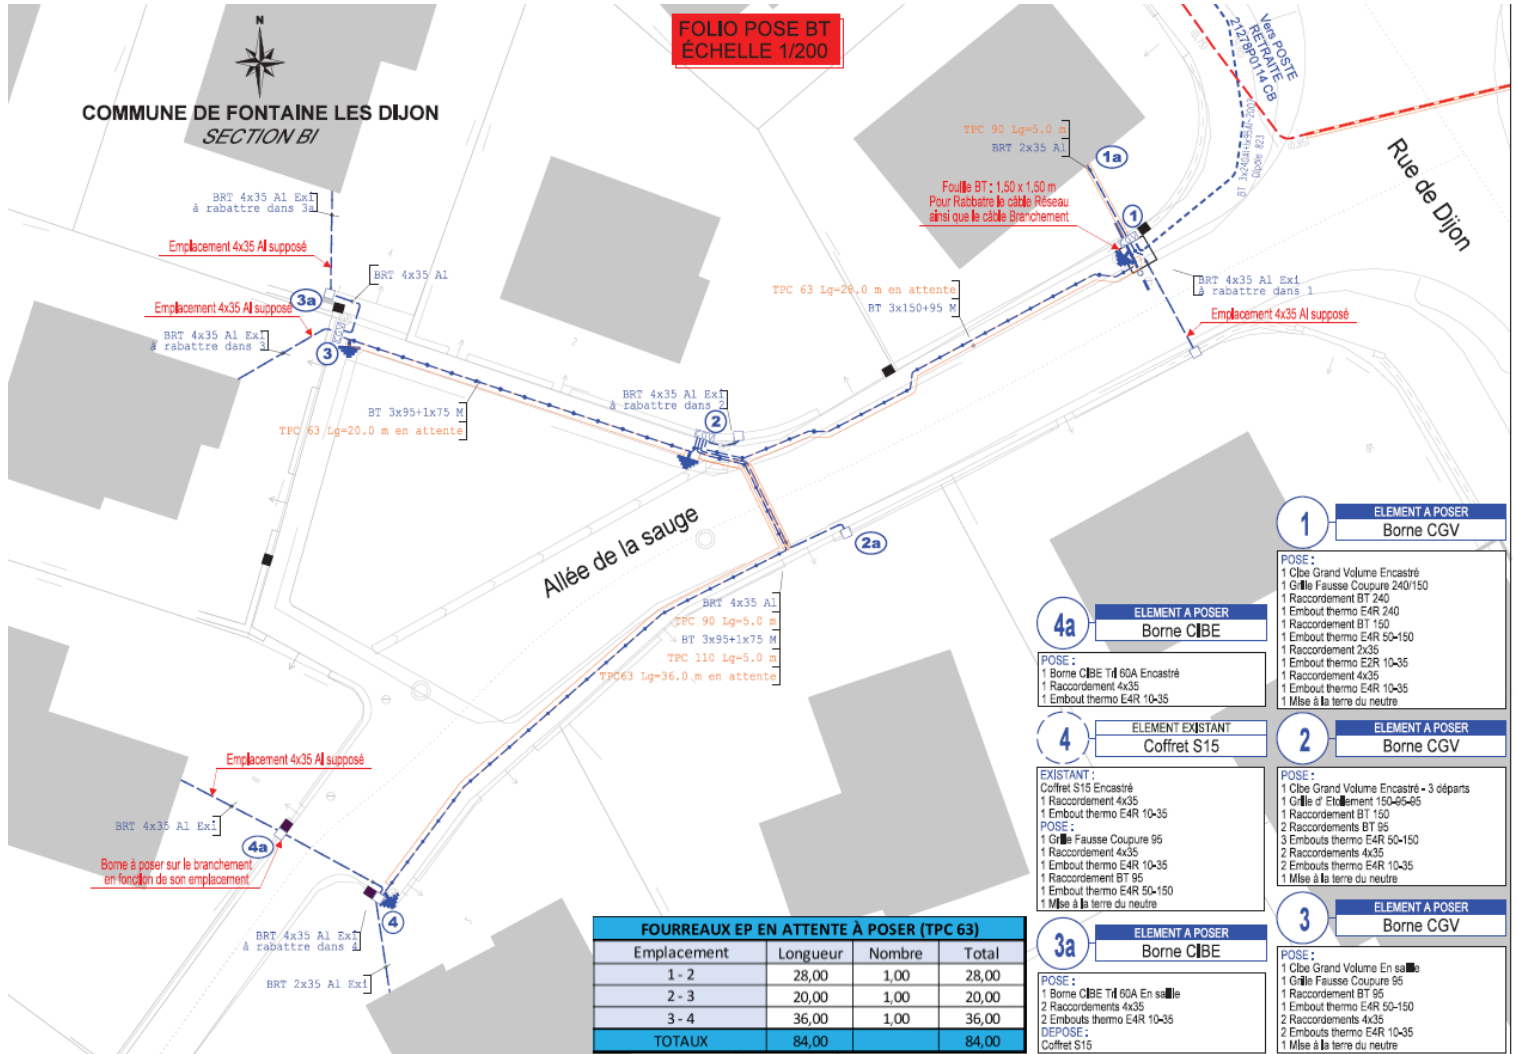 FOLIO POSE BT
ÉCHELLE 1/200
N
COMMUNE DE FONTAINE LES DIJON
SECTION BI
Vers POSTE
RETRAITE
21278P0114 CB
BT 3x240Al+1x95Al-2007
Dipôle 823
Rue de Dijon
TPC 90 Lg=5.0 m
BRT 2x35 Al
1a
Fouille BT : 1,50 x 1,50 m
Pour Rabbatre le câble Réseau
ainsi que le câble Branchement
1
BRT 4x35 Al Exi
à rabattre dans 3a
Emplacement 4x35 Al supposé
BRT 4x35 Al
3a
Emplacement 4x35 Al supposé
BRT 4x35 Al Exi
à rabattre dans 3
3
TPC 63 Lg=28.0 m en attente
BT 3x150+95 M
BRT 4x35 Al Exi
à rabattre dans 1
Emplacement 4x35 Al supposé
BT 3x95+1x75 M
TPC 63 Lg=20.0 m en attente
BRT 4x35 Al Exi
à rabattre dans 2
2
Allée de la sauge
2a
BRT 4x35 Al
TPC 90 Lg=5.0 m
BT 3x95+1x75 M
TPC 110 Lg=5.0 m
TPC63 Lg=36.0 m en attente
Emplacement 4x35 Al supposé
BRT 4x35 Al Exi
4a
Borne à poser sur le branchement
en fonction de son emplacement
4
BRT 4x35 Al Exi
à rabattre dans 4
BRT 2x35 Al Exi
FOURREAUX EP EN ATTENTE À POSER (TPC 63)
Emplacement Longueur Nombre Total
1 - 2 28,00 1,00 28,00
2 - 3 20,00 1,00 20,00
3 - 4 36,00 1,00 36,00
TOTAUX 84,00 84,00
4a
ELEMENT A POSER
Borne CIBE
POSE :
1 Borne CIBE Tri 60A Encastré
1 Raccordement 4x35
1 Embout thermo E4R 10-35
4
ELEMENT EXISTANT
Coffret S15
EXISTANT :
Coffret S15 Encastré
1 Raccordement 4x35
1 Embout thermo E4R 10-35
POSE :
1 Grille Fausse Coupure 95
1 Raccordement 4x35
1 Embout thermo E4R 10-35
1 Raccordement BT 95
1 Embout thermo E4R 50-150
1 Mise à la terre du neutre
3a
ELEMENT A POSER
Borne CIBE
POSE :
1 Borne CIBE Tri 60A En saillie
2 Raccordements 4x35
2 Embouts thermo E4R 10-35
DEPOSE :
Coffret S15
1
ELEMENT A POSER
Borne CGV
POSE :
1 Cibe Grand Volume Encastré
1 Grille Fausse Coupure 240/150
1 Raccordement BT 240
1 Embout thermo E4R 240
1 Raccordement BT 150
1 Embout thermo E4R 50-150
1 Raccordement 2x35
1 Embout thermo E2R 10-35
1 Raccordement 4x35
1 Embout thermo E4R 10-35
1 Mise à la terre du neutre
2
ELEMENT A POSER
Borne CGV
POSE :
1 Cibe Grand Volume Encastré - 3 départs
1 Grille d' Etoilement 150-95-95
1 Raccordement BT 150
2 Raccordements BT 95
3 Embouts thermo E4R 50-150
2 Raccordements 4x35
2 Embouts thermo E4R 10-35
1 Mise à la terre du neutre
3
ELEMENT A POSER
Borne CGV
POSE :
1 Cibe Grand Volume En saillie
1 Grille Fausse Coupure 95
1 Raccordement BT 95
1 Embout thermo E4R 50-150
2 Raccordements 4x35
2 Embouts thermo E4R 10-35
1 Mise à la terre du neutre